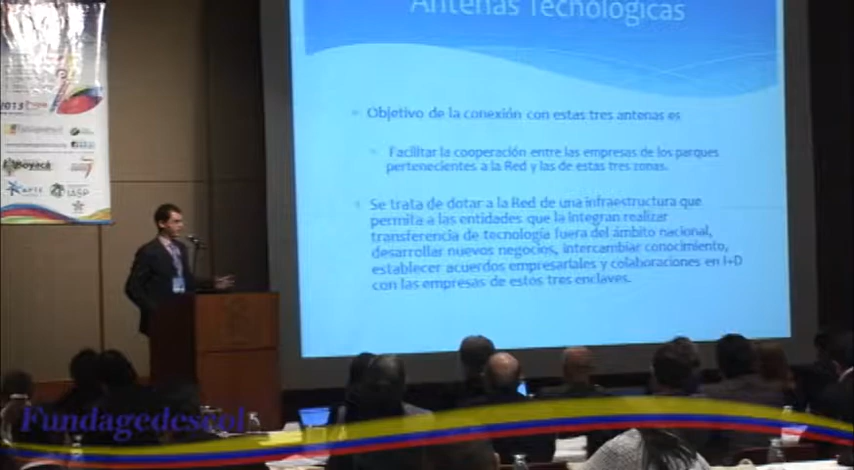 Antenas Tecnológicas
Objetivo de la conexión con estas tres antenas es
Facilitar la cooperación entre las empresas de los parques
pertenecientes a la Red y las de estas tres zonas.
Se trata de dotar a la Red de una infraestructura que
permita a las entidades que la integran realizar
transferencia de tecnología fuera del ámbito nacional,
desarrollar nuevos negocios, intercambiar conocimiento,
establecer acuerdos empresariales y colaboraciones en I+D
con las empresas de estos tres enclaves.
2013
Boyacá
IASP
Fundagedescol